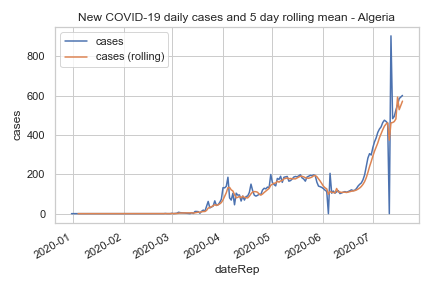 New COVID-19 daily cases and 5 day rolling mean - Algeria
cases
cases (rolling)
800
600
400
200
0
cases
2020-01
2020-02
2020-03
2020-04
2020-05
2020-06
2020-07
dateRep